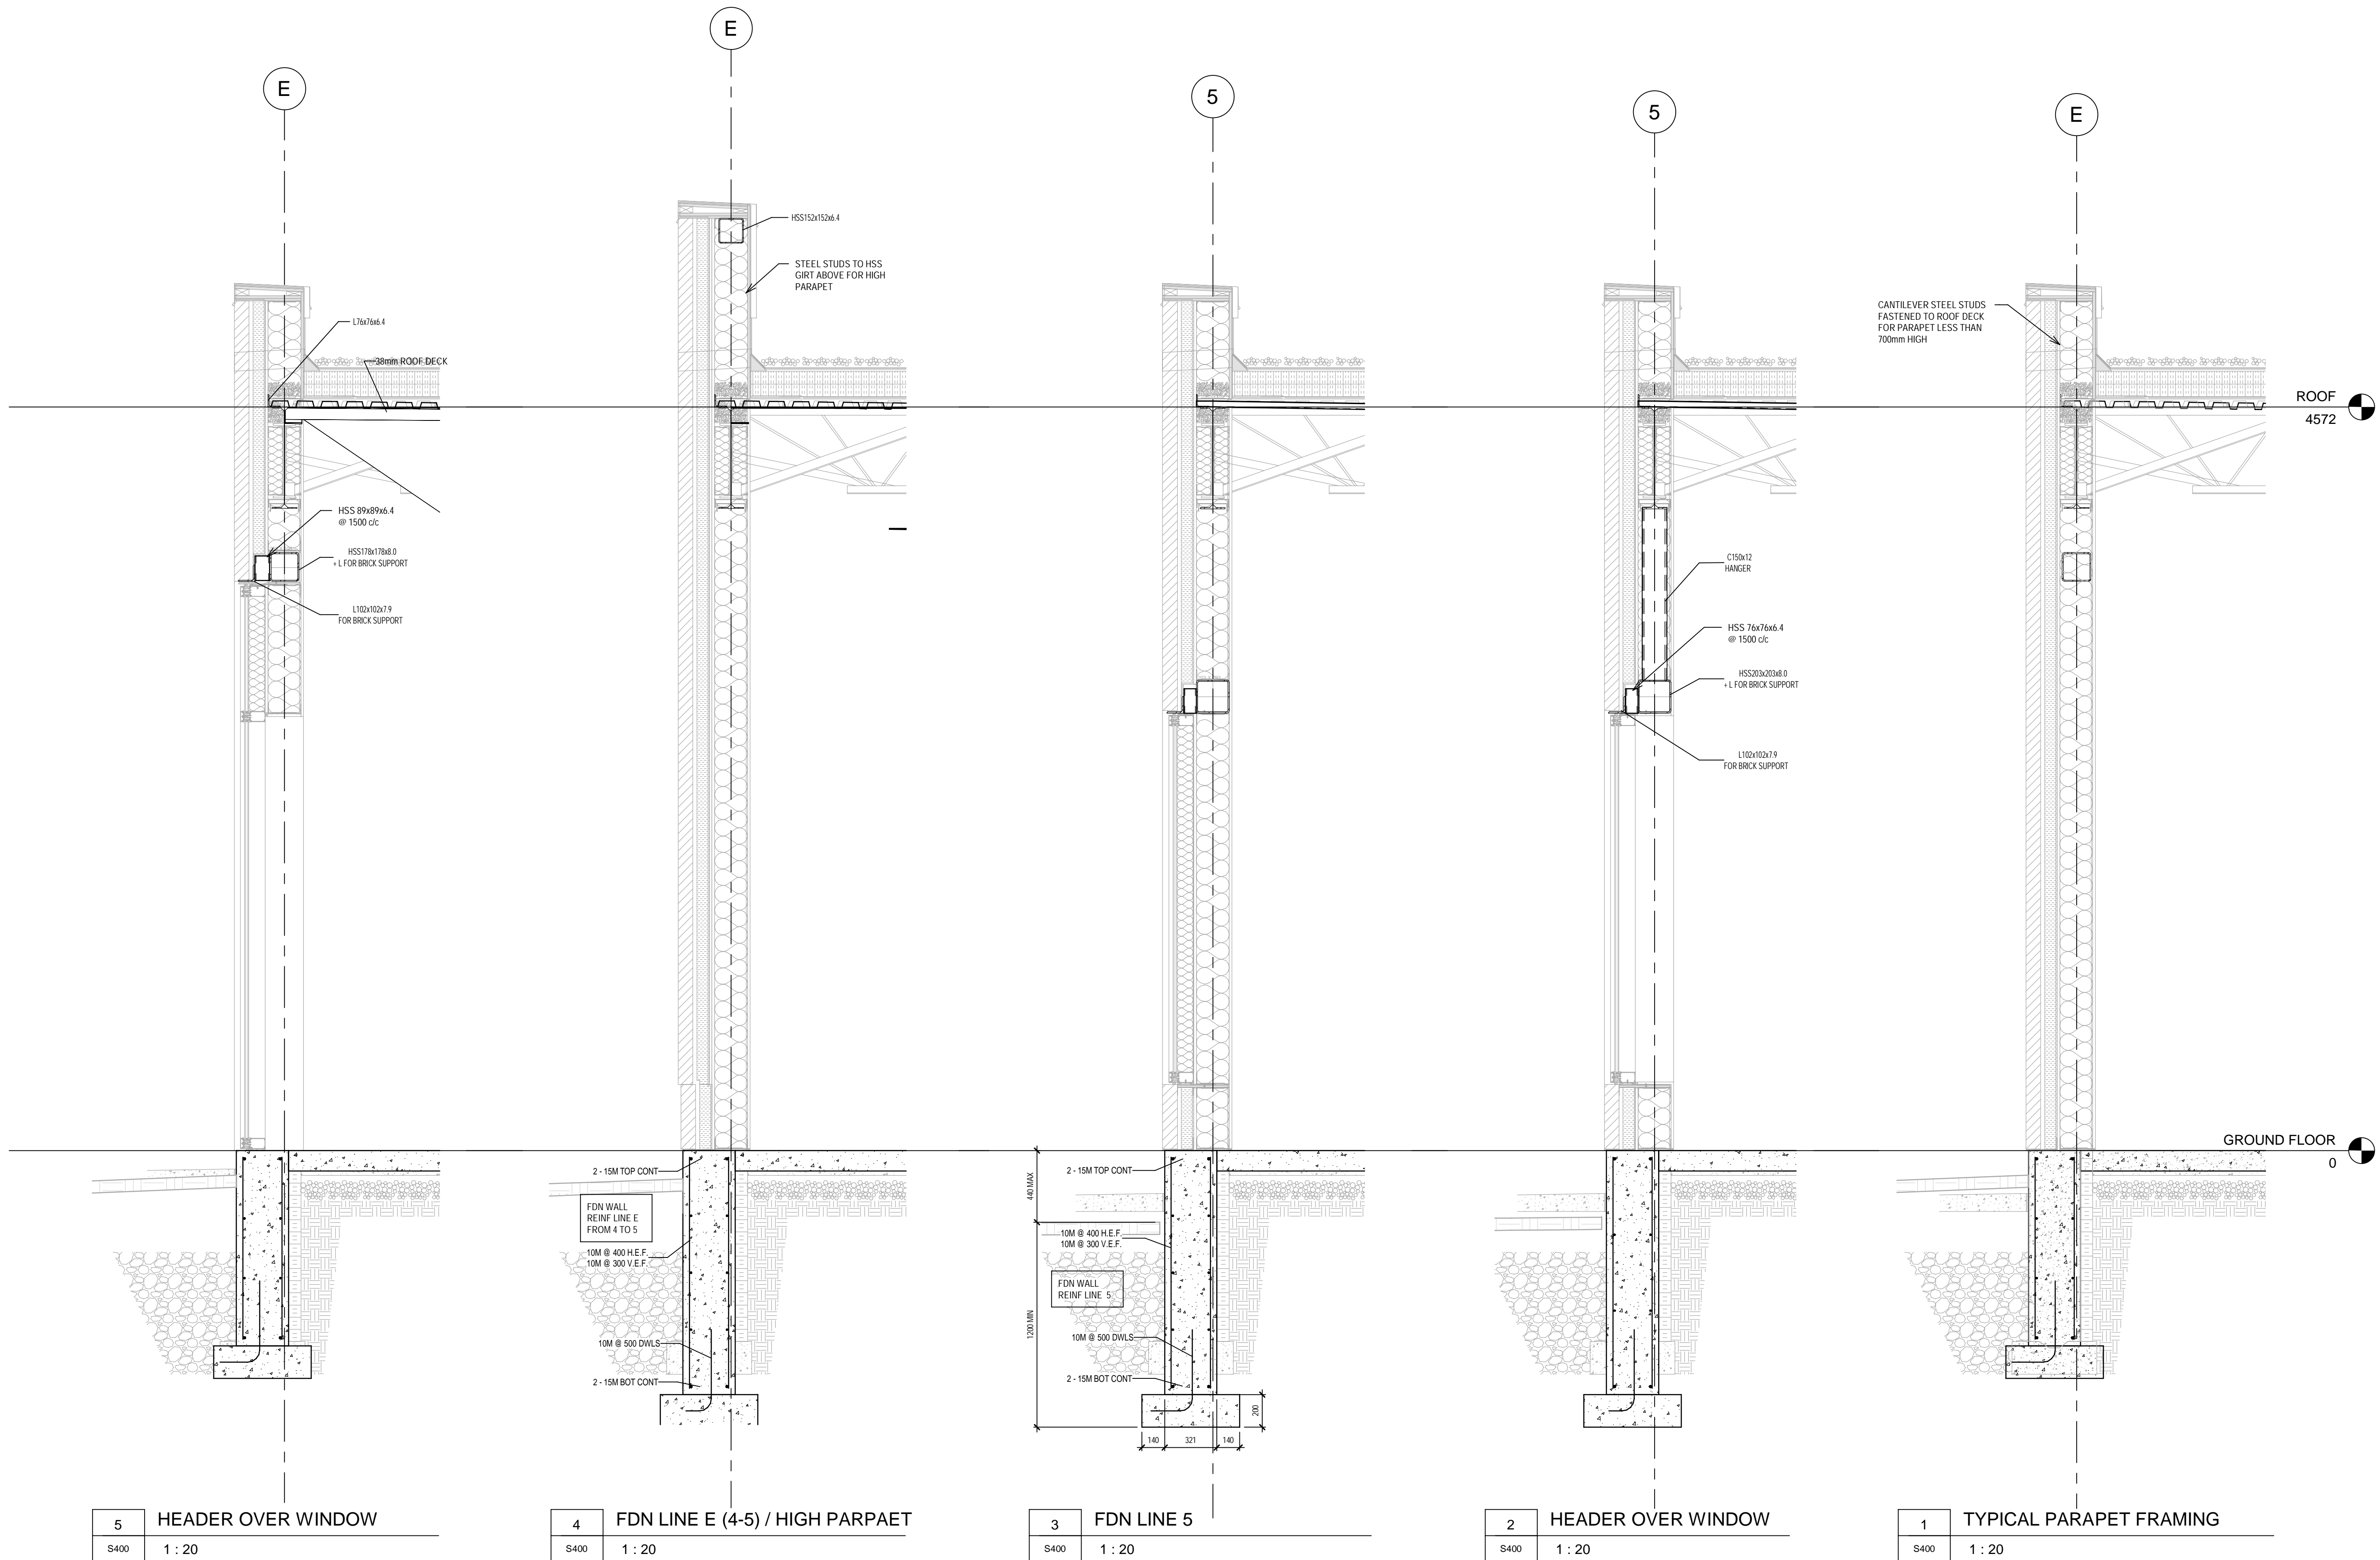 E
E
5
5
E
L76x76x6.4
38mm ROOF DECK
HSS 89x89x6.4
@ 1500 c/c
HSS178x178x8.0
+ L FOR BRICK SUPPORT
L102x102x7.9
FOR BRICK SUPPORT
HSS152x152x6.4
STEEL STUDS TO HSS
GIRT ABOVE FOR HIGH
PARAPET
2 - 15M TOP CONT
FDN WALL
REINF LINE E
FROM 4 TO 5
10M @ 400 H.E.F.
10M @ 300 V.E.F.
10M @ 500 DWLS
2 - 15M BOT CONT
440 MAX
1200 MIN
2 - 15M TOP CONT
10M @ 400 H.E.F.
10M @ 300 V.E.F.
FDN WALL
REINF LINE 5
10M @ 500 DWLS
2 - 15M BOT CONT
200
140 321 140
C150x12
HANGER
HSS 76x76x6.4
@ 1500 c/c
HSS203x203x8.0
+ L FOR BRICK SUPPORT
L102x102x7.9
FOR BRICK SUPPORT
CANTILEVER STEEL STUDS
FASTENED TO ROOF DECK
FOR PARAPET LESS THAN
700mm HIGH
ROOF
4572
GROUND FLOOR
0
5 HEADER OVER WINDOW
S400 1 : 20
4 FDN LINE E (4-5) / HIGH PARPAET
S400 1 : 20
3 FDN LINE 5
S400 1 : 20
2 HEADER OVER WINDOW
S400 1 : 20
1 TYPICAL PARAPET FRAMING
S400 1 : 20